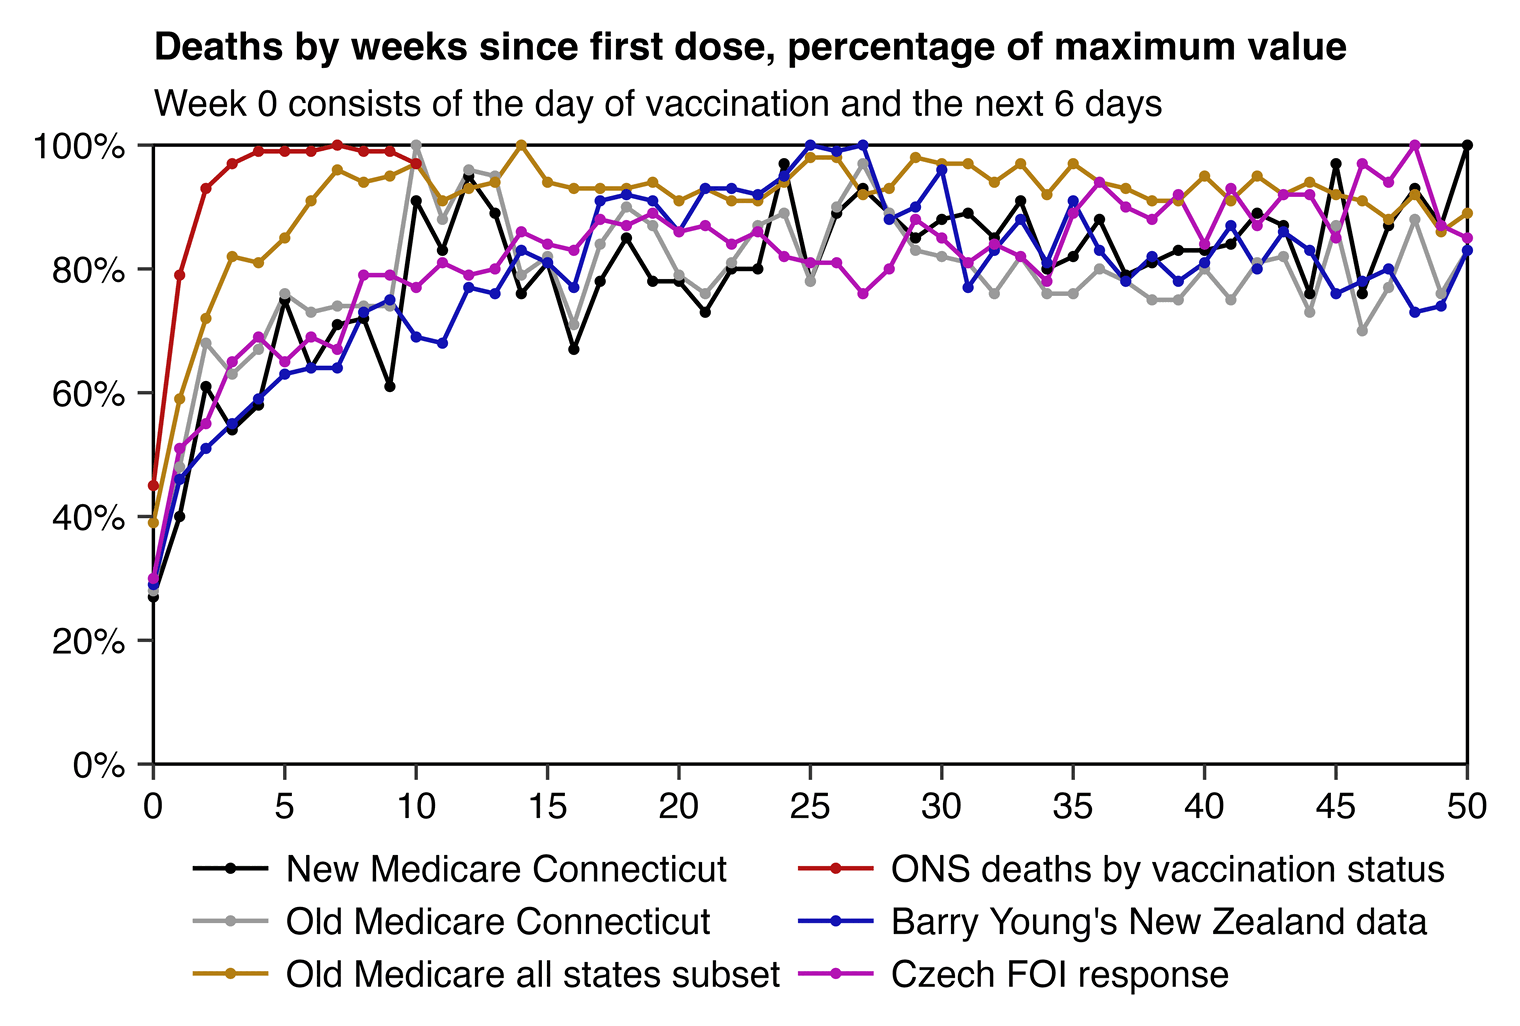 Deaths by weeks since first dose, percentage of maximum value
Week 0 consists of the day of vaccination and the next 6 days
100%
80%
60%
40%
20%
0%
0 5 10 15 20 25 30 35 40 45 50
New Medicare Connecticut
Old Medicare Connecticut
Old Medicare all states subset
ONS deaths by vaccination status
Barry Young's New Zealand data
Czech FOI response